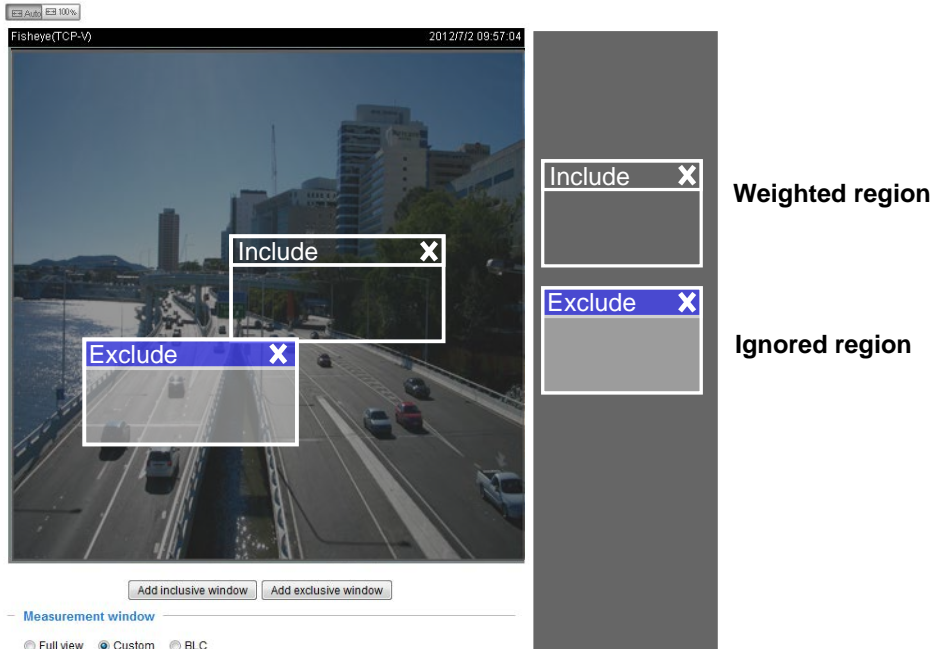 Auto 100%
Fisheye(TCP-V) 2012/7/2 09:57:04
Include
Weighted region
Include
Exclude
Ignored region
Exclude
Add inclusive window Add exclusive window
Measurement window
Full view Custom BLC